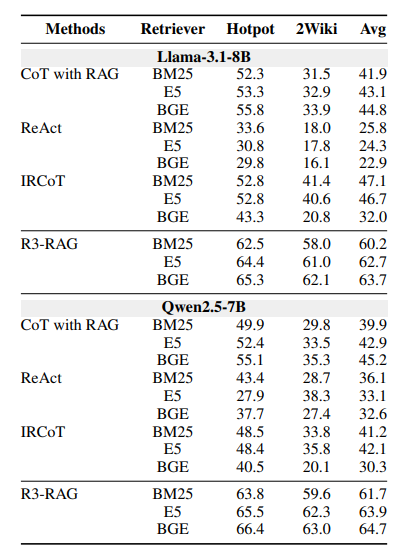 Methods Retriever Hotpot 2Wiki Avg
Llama-3.1-8B
CoT with RAG BM25 52.3 31.5 41.9
E5 53.3 32.9 43.1
BGE 55.8 33.9 44.8
ReAct BM25 33.6 18.0 25.8
E5 30.8 17.8 24.3
BGE 29.8 16.1 22.9
IRCoT BM25 52.8 41.4 47.1
E5 52.8 40.6 46.7
BGE 43.3 20.8 32.0
R3-RAG BM25 62.5 58.0 60.2
E5 64.4 61.0 62.7
BGE 65.3 62.1 63.7
Qwen2.5-7B
CoT with RAG BM25 49.9 29.8 39.9
E5 52.4 33.5 42.9
BGE 55.1 35.3 45.2
ReAct BM25 43.4 28.7 36.1
E5 27.9 38.3 33.1
BGE 37.7 27.4 32.6
IRCoT BM25 48.5 33.8 41.2
E5 48.4 35.8 42.1
BGE 40.5 20.1 30.3
R3-RAG BM25 63.8 59.6 61.7
E5 65.5 62.3 63.9
BGE 66.4 63.0 64.7